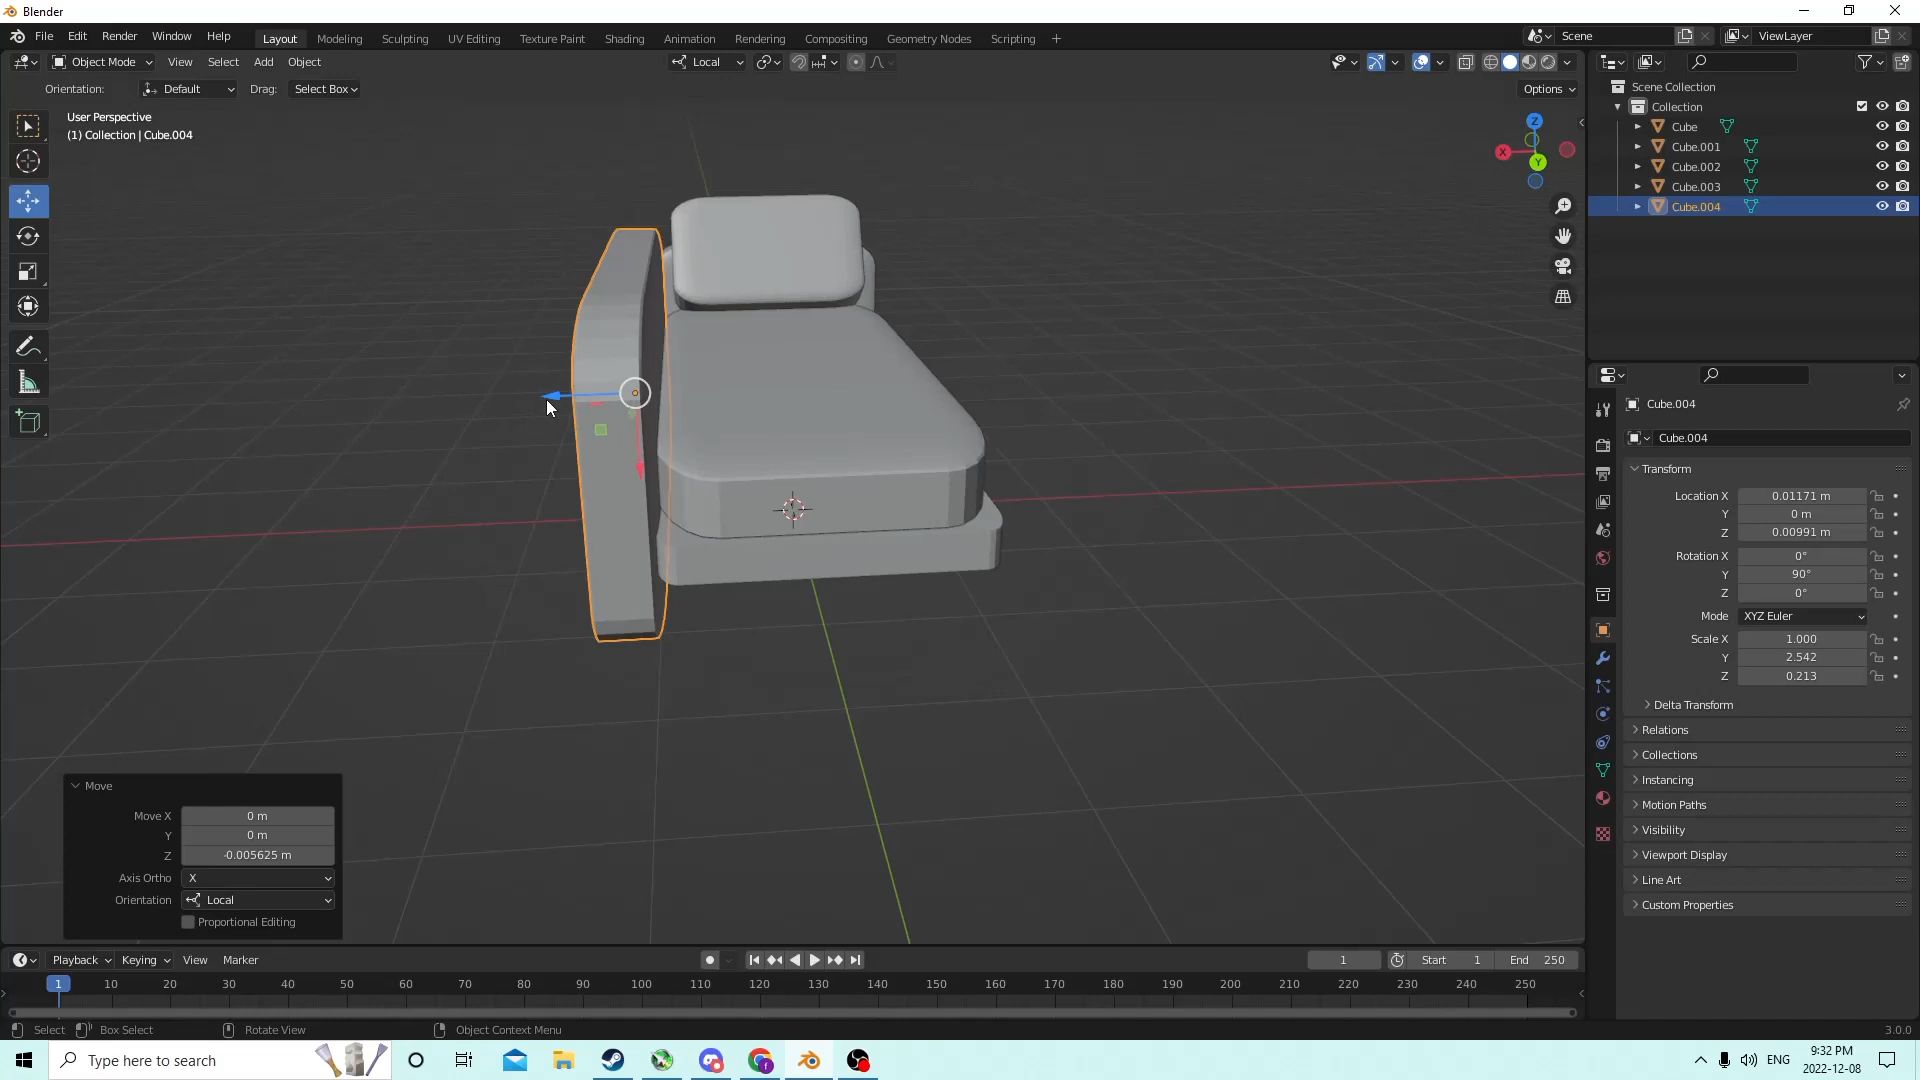 Blender
File Edit Render Window Help
Layout Modeling Sculpting UV Editing Texture Paint Shading Animation Rendering Compositing Geometry Nodes Scripting +
Scene
ViewLayer
Object Mode View Select Add Object
Local
Orientation: Default Drag: Select Box
Options
User Perspective
(1) Collection | Cube.004
Z
X
Y
Scene Collection
Collection
Cube
Cube.001
Cube.002
Cube.003
Cube.004
Cube.004
Cube.004
Transform
Location X 0.01171 m
Y 0 m
Z 0.00991 m
Rotation X 0°
Y 90°
Z 0°
Mode XYZ Euler
Scale X 1.000
Y 2.542
Z 0.213
Delta Transform
Relations
Collections
Instancing
Motion Paths
Visibility
Viewport Display
Line Art
Custom Properties
Move
Move X 0 m
Y 0 m
Z -0.005625 m
Axis Ortho X
Orientation Local
Proportional Editing
Playback Keying View Marker
1 Start 1 End 250
1 10 20 30 40 50 60 70 80 90 100 110 120 130 140 150 160 170 180 190 200 210 220 230 240 250
Select Box Select Rotate View Object Context Menu 3.0.0
Type here to search
ENG
9:32 PM
2022-12-08